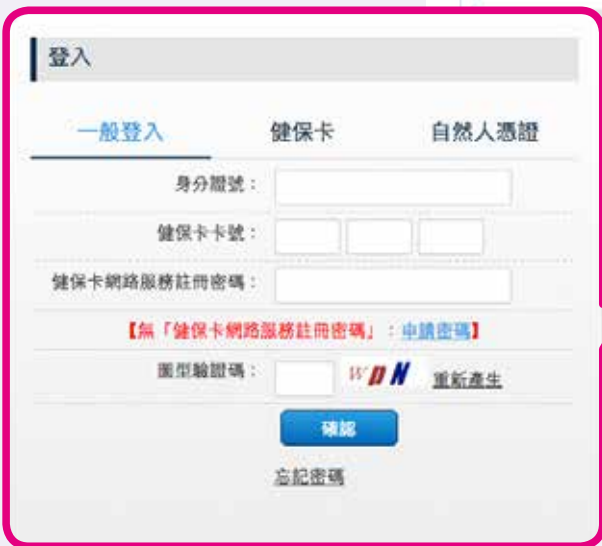 登入
一般登入 健保卡 自然人憑證
身分證號：
健保卡卡號：
健保卡網路服務註冊密碼：
【無「健保卡網路服務註冊密碼」：申請密碼】
圖型驗證碼： WpN 重新產生
確認
忘記密碼